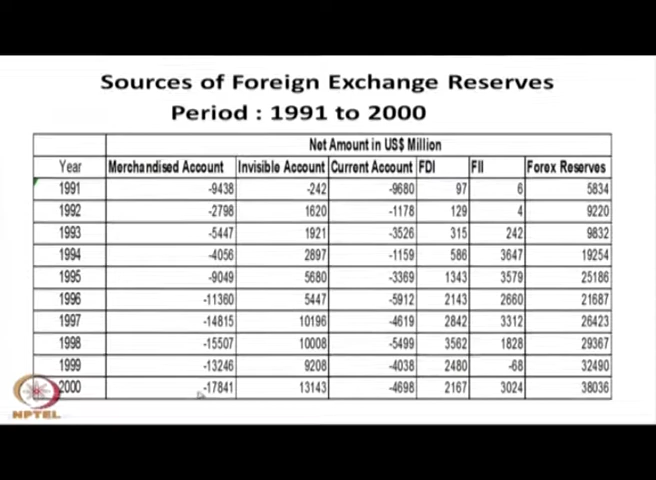 Sources of Foreign Exchange Reserves
Period : 1991 to 2000
Net Amount in US$ Million
Year Merchandised Account Invisible Account Current Account FDI FII Forex Reserves
1991 -9438 -242 -9680 97 6 5834
1992 -2798 1620 -1178 129 4 9220
1993 -5447 1921 -3526 315 242 9832
1994 -4056 2897 -1159 586 3647 19254
1995 -9049 5680 -3369 1343 3579 25186
1996 -11360 5447 -5912 2143 2660 21687
1997 -14815 10196 -4619 2842 3312 26423
1998 -15507 10008 -5499 3562 1828 29367
1999 -13246 9208 -4038 2480 -68 32490
2000 -17841 13143 -4698 2167 3024 38036
NPTEL